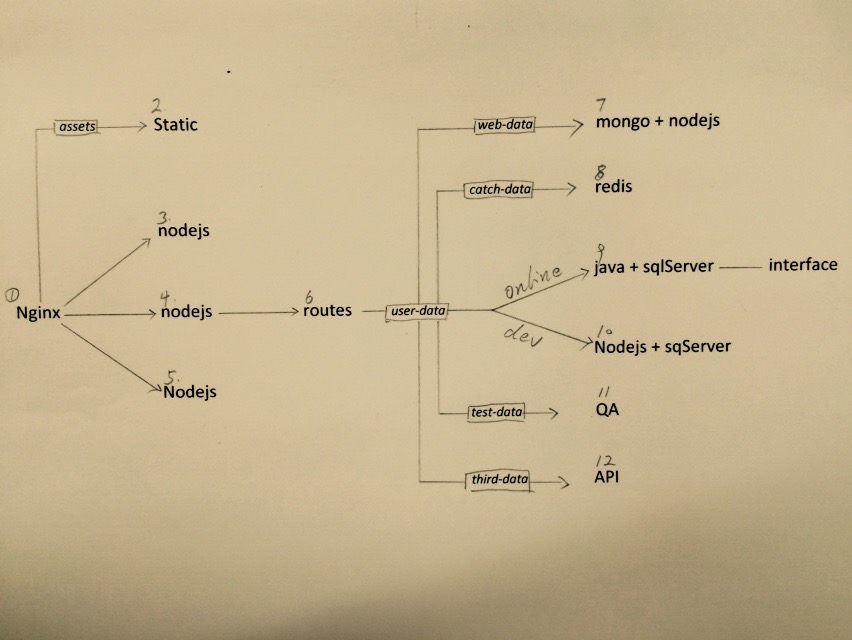 2
assets
Static
3.
nodejs
①
Nginx
4.
nodejs
6
routes
5.
Nodejs
user-data
7
web-data
mongo + nodejs
8
catch-data
redis
online
9
java + sqlServer
interface
dev
10
Nodejs + sqServer
11
test-data
QA
12
third-data
API